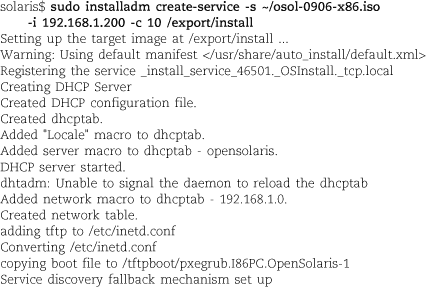 solaris$ sudo installadm create-service -s ~/osol-0906-x86.iso
-i 192.168.1.200 -c 10 /export/install
Setting up the target image at /export/install ...
Warning: Using default manifest </usr/share/auto_install/default.xml>
Registering the service _install_service_46501._OSInstall._tcp.local
Creating DHCP Server
Created DHCP configuration file.
Created dhcptab.
Added "Locale" macro to dhcptab.
Added server macro to dhcptab - opensolaris.
DHCP server started.
dhtadm: Unable to signal the daemon to reload the dhcptab
Added network macro to dhcptab - 192.168.1.0.
Created network table.
adding tftp to /etc/inetd.conf
Converting /etc/inetd.conf
copying boot file to /tftpboot/pxegrub.I86PC.OpenSolaris-1
Service discovery fallback mechanism set up